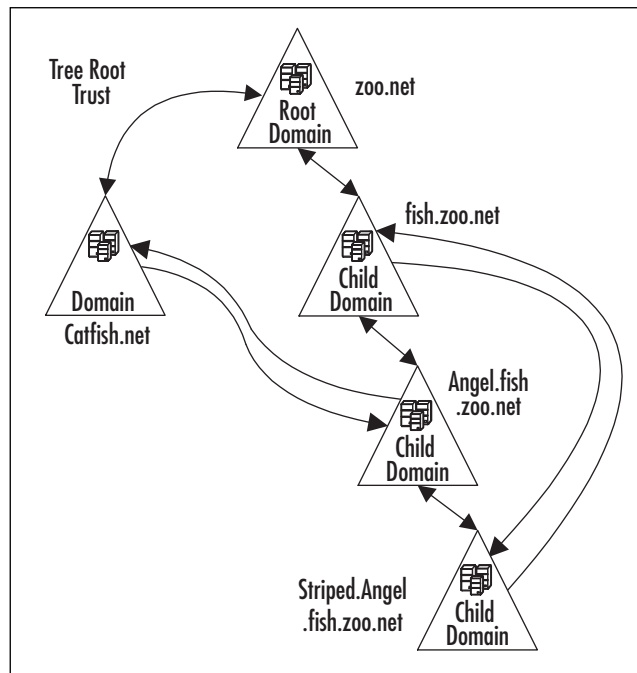 Tree Root
Trust
zoo.net
Root
Domain
fish.zoo.net
Child
Domain
Domain
Catfish.net
Angel.fish
.zoo.net
Child
Domain
Striped.Angel
.fish.zoo.net
Child
Domain